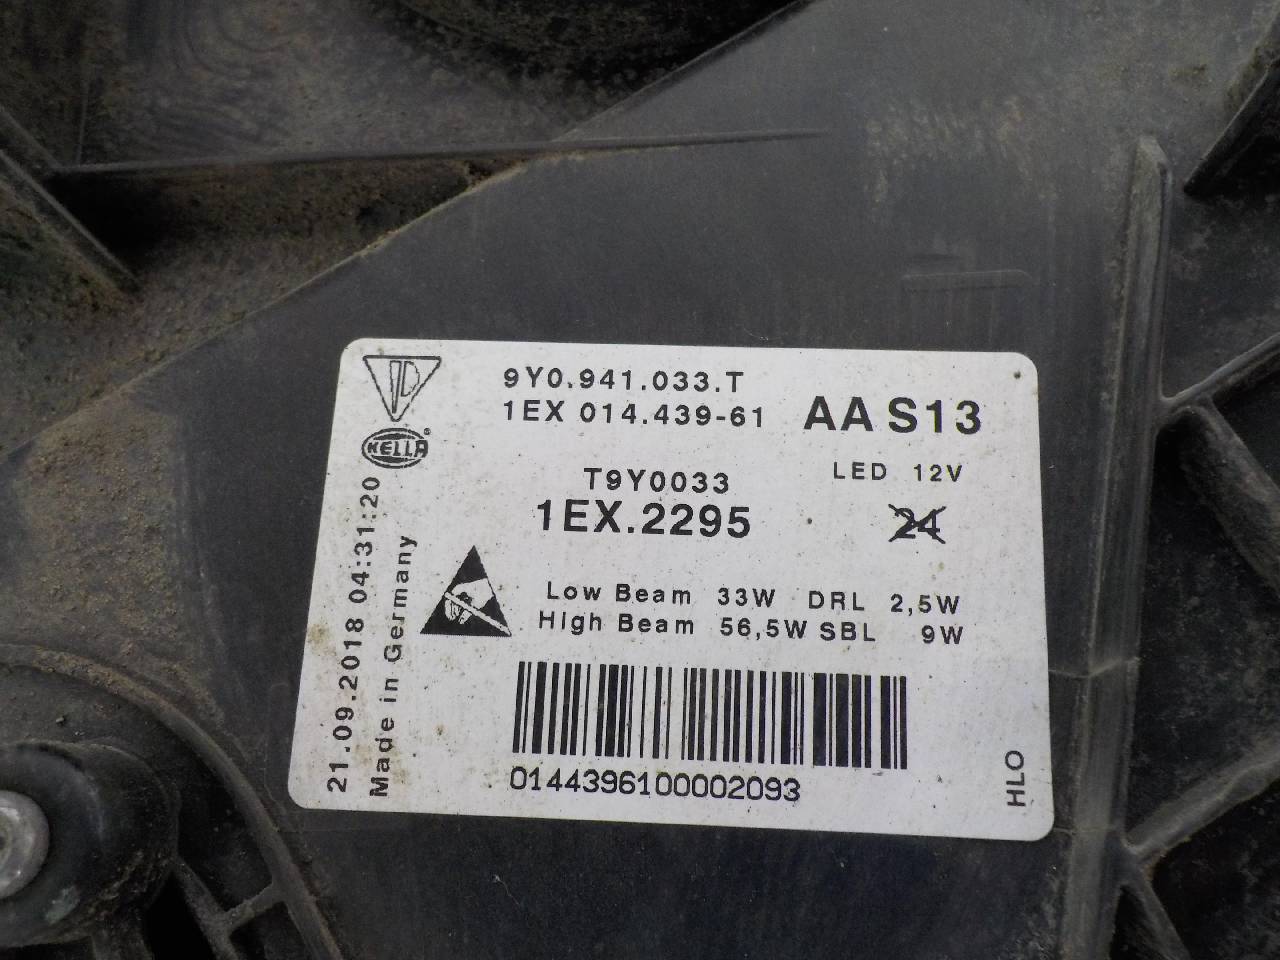 9Y0.941.033.T
1EX 014.439-61
AA S13
HELLA
®
T9Y0033
LED 12V
1EX.2295
24
21.09.2018 04:31:20
Made in Germany
Low Beam 33W DRL 2,5W
High Beam 56,5W SBL 9W
0144396100002093
HLO